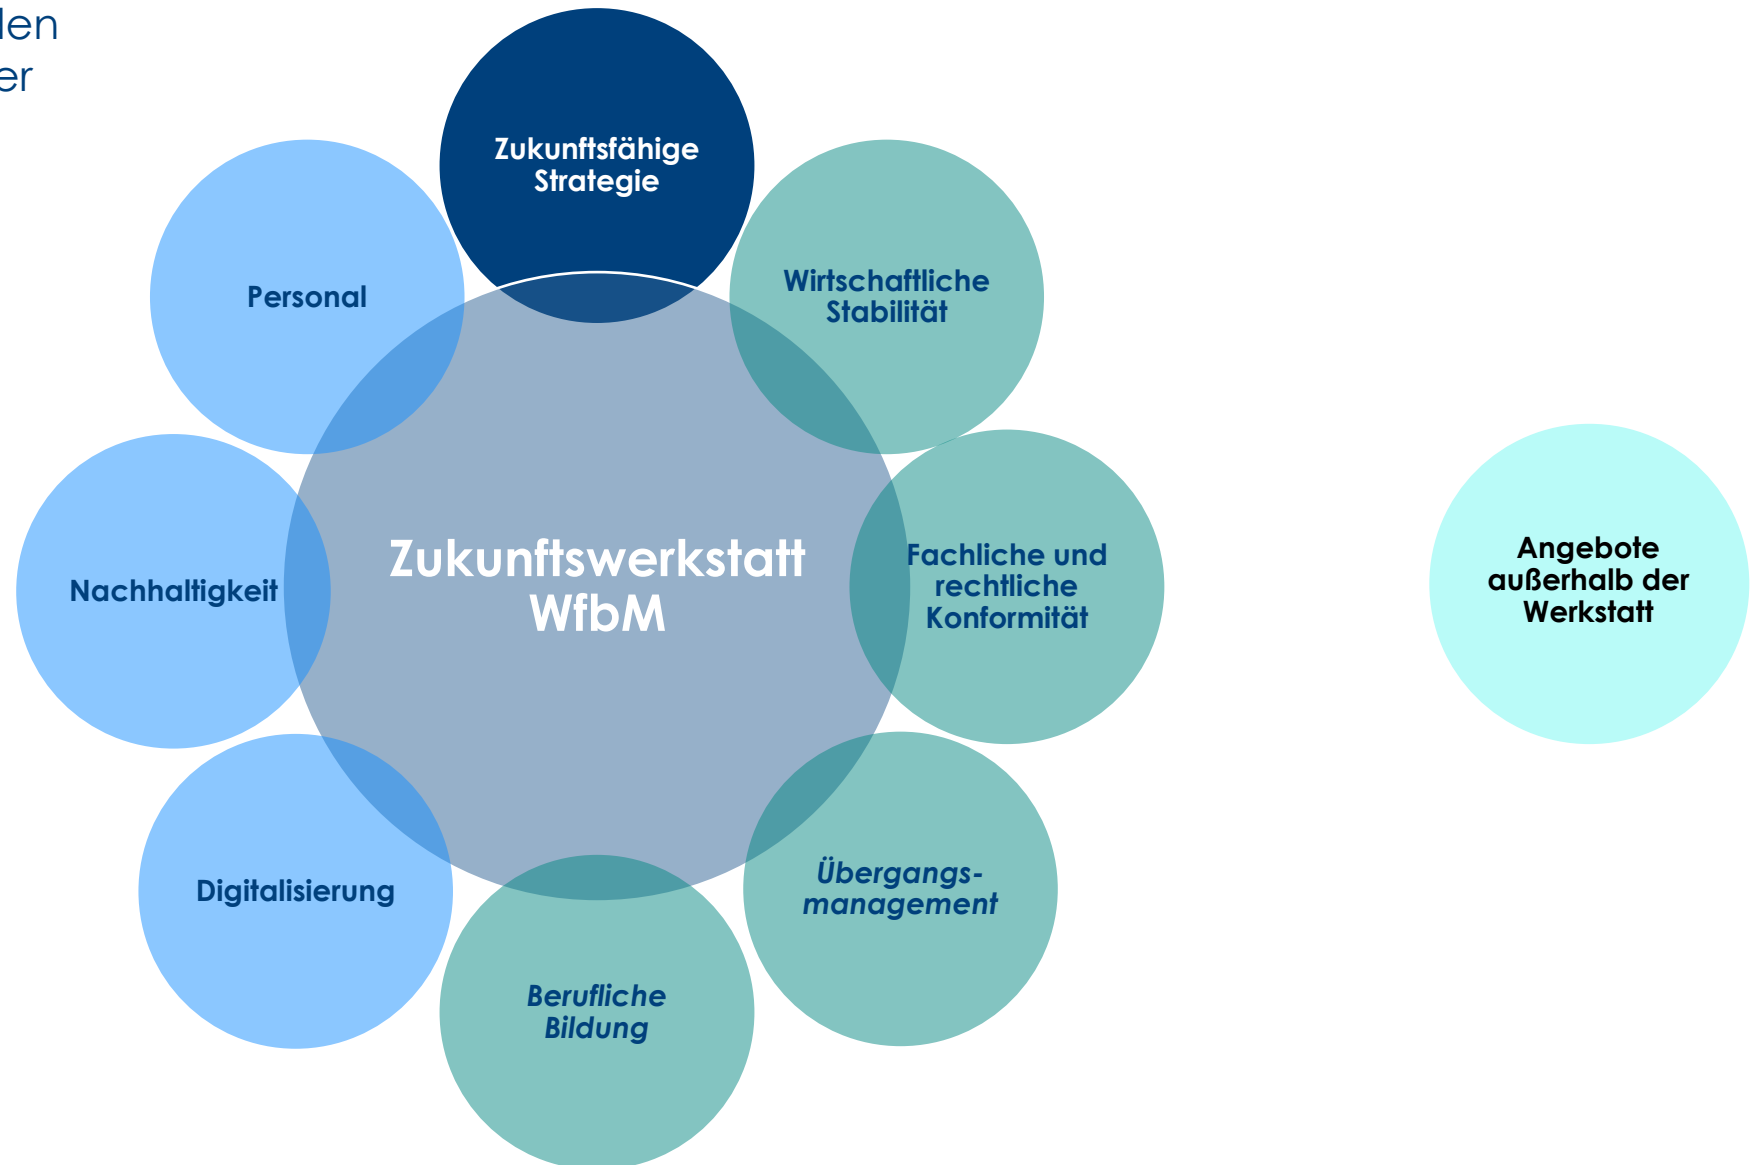 len
er
Zukunftsfähige
Strategie
Personal
Wirtschaftliche
Stabilität
Zukunftswerkstatt
WfbM
Nachhaltigkeit
Fachliche und
rechtliche
Konformität
Angebote
außerhalb der
Werkstatt
Digitalisierung
Übergangs-
management
Berufliche
Bildung